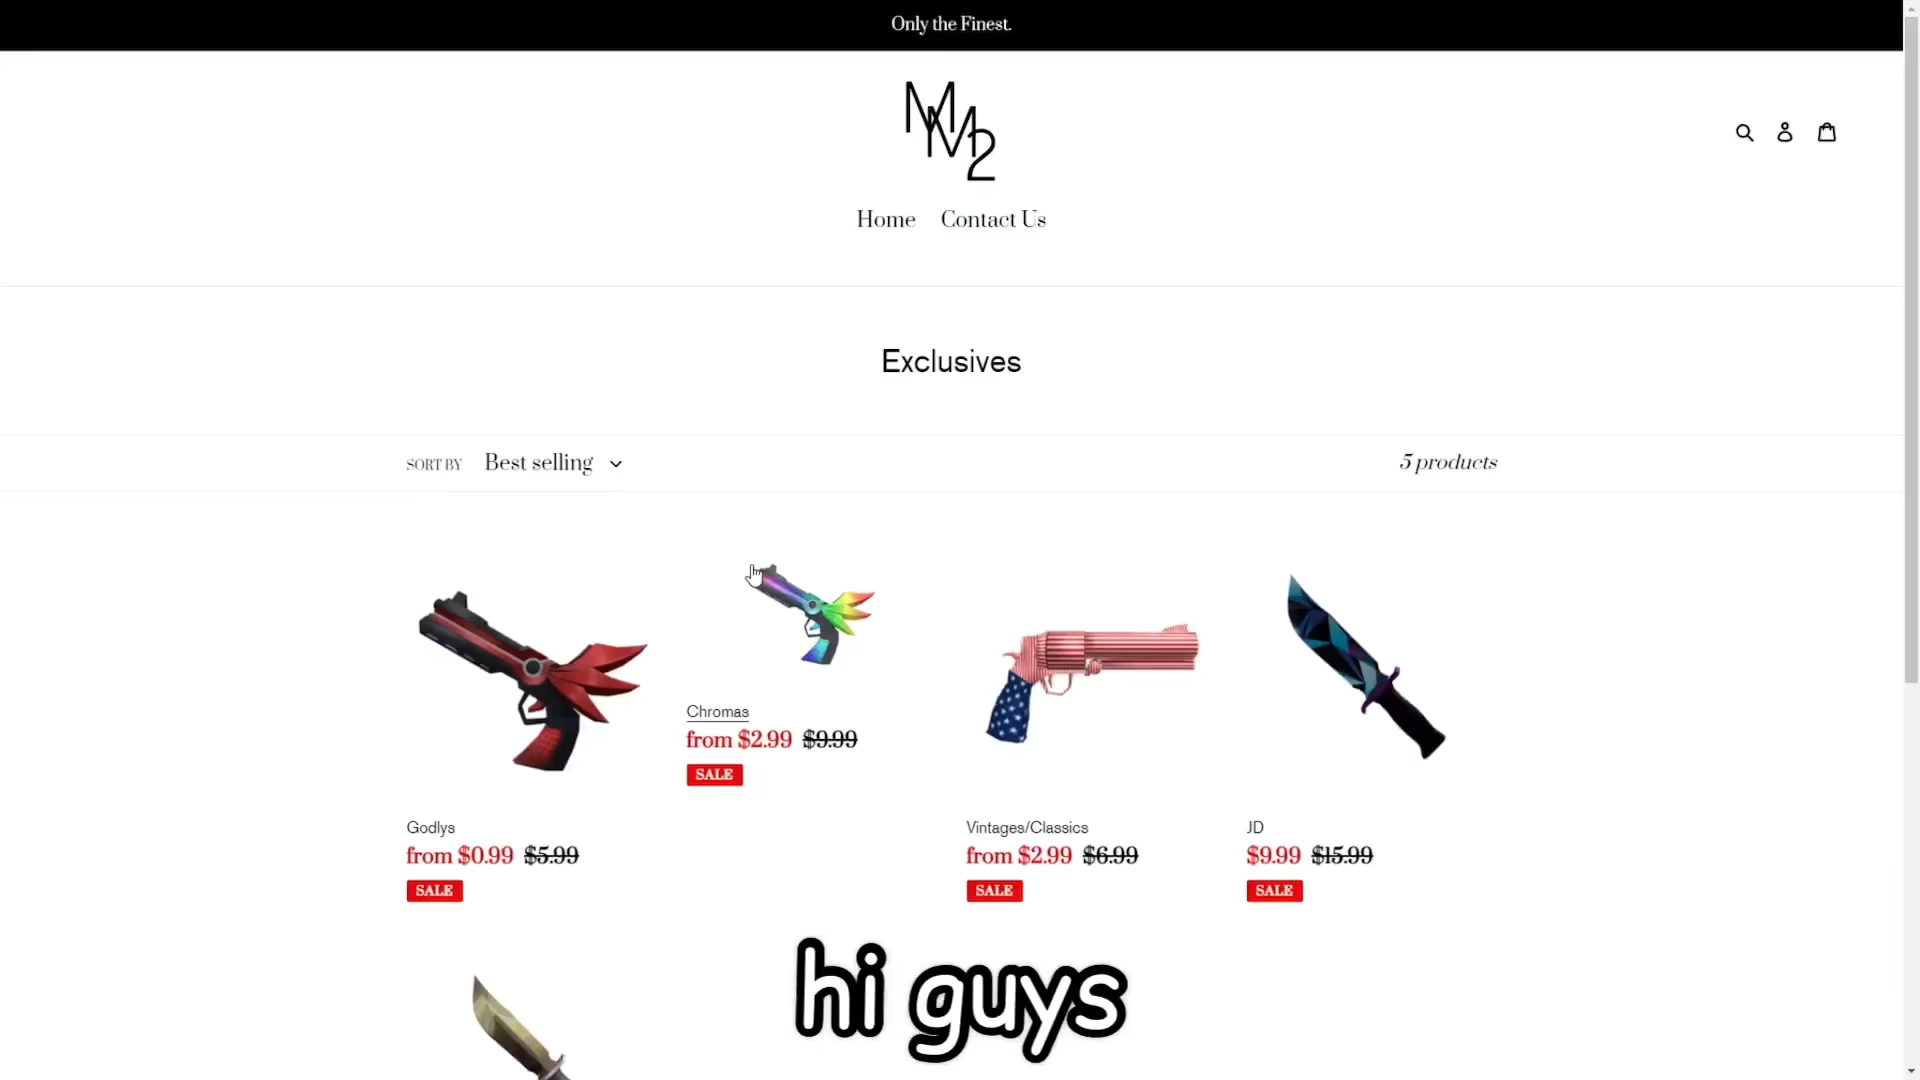 Only the Finest.
MM2
Home Contact Us
Exclusives
SORT BY Best selling
5 products
Chromas
from $2.99 $9.99
SALE
Godlys
from $0.99 $5.99
SALE
Vintages/Classics
from $2.99 $6.99
SALE
JD
$9.99 $15.99
SALE
hi guys